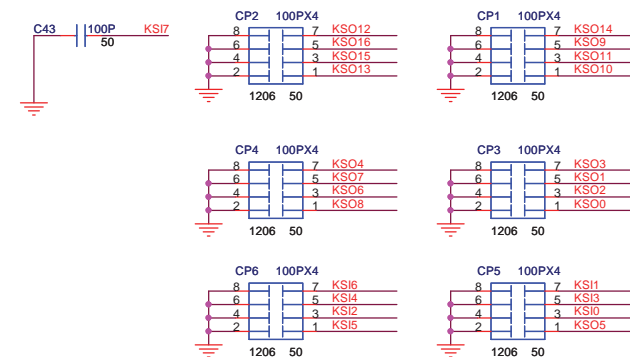 CP2 100PX4
CP1 100PX4
C43 100P KSI7
50
8 7 KSO12
6 5 KSO16
4 3 KSO15
2 1 KSO13
1206 50
8 7 KSO14
6 5 KSO9
4 3 KSO11
2 1 KSO10
1206 50
CP4 100PX4
8 7 KSO4
6 5 KSO7
4 3 KSO6
2 1 KSO8
1206 50
CP3 100PX4
8 7 KSO3
6 5 KSO1
4 3 KSO2
2 1 KSO0
1206 50
CP6 100PX4
8 7 KSI6
6 5 KSI4
4 3 KSI2
2 1 KSI5
1206 50
CP5 100PX4
8 7 KSI1
6 5 KSI3
4 3 KSI0
2 1 KSO5
1206 50